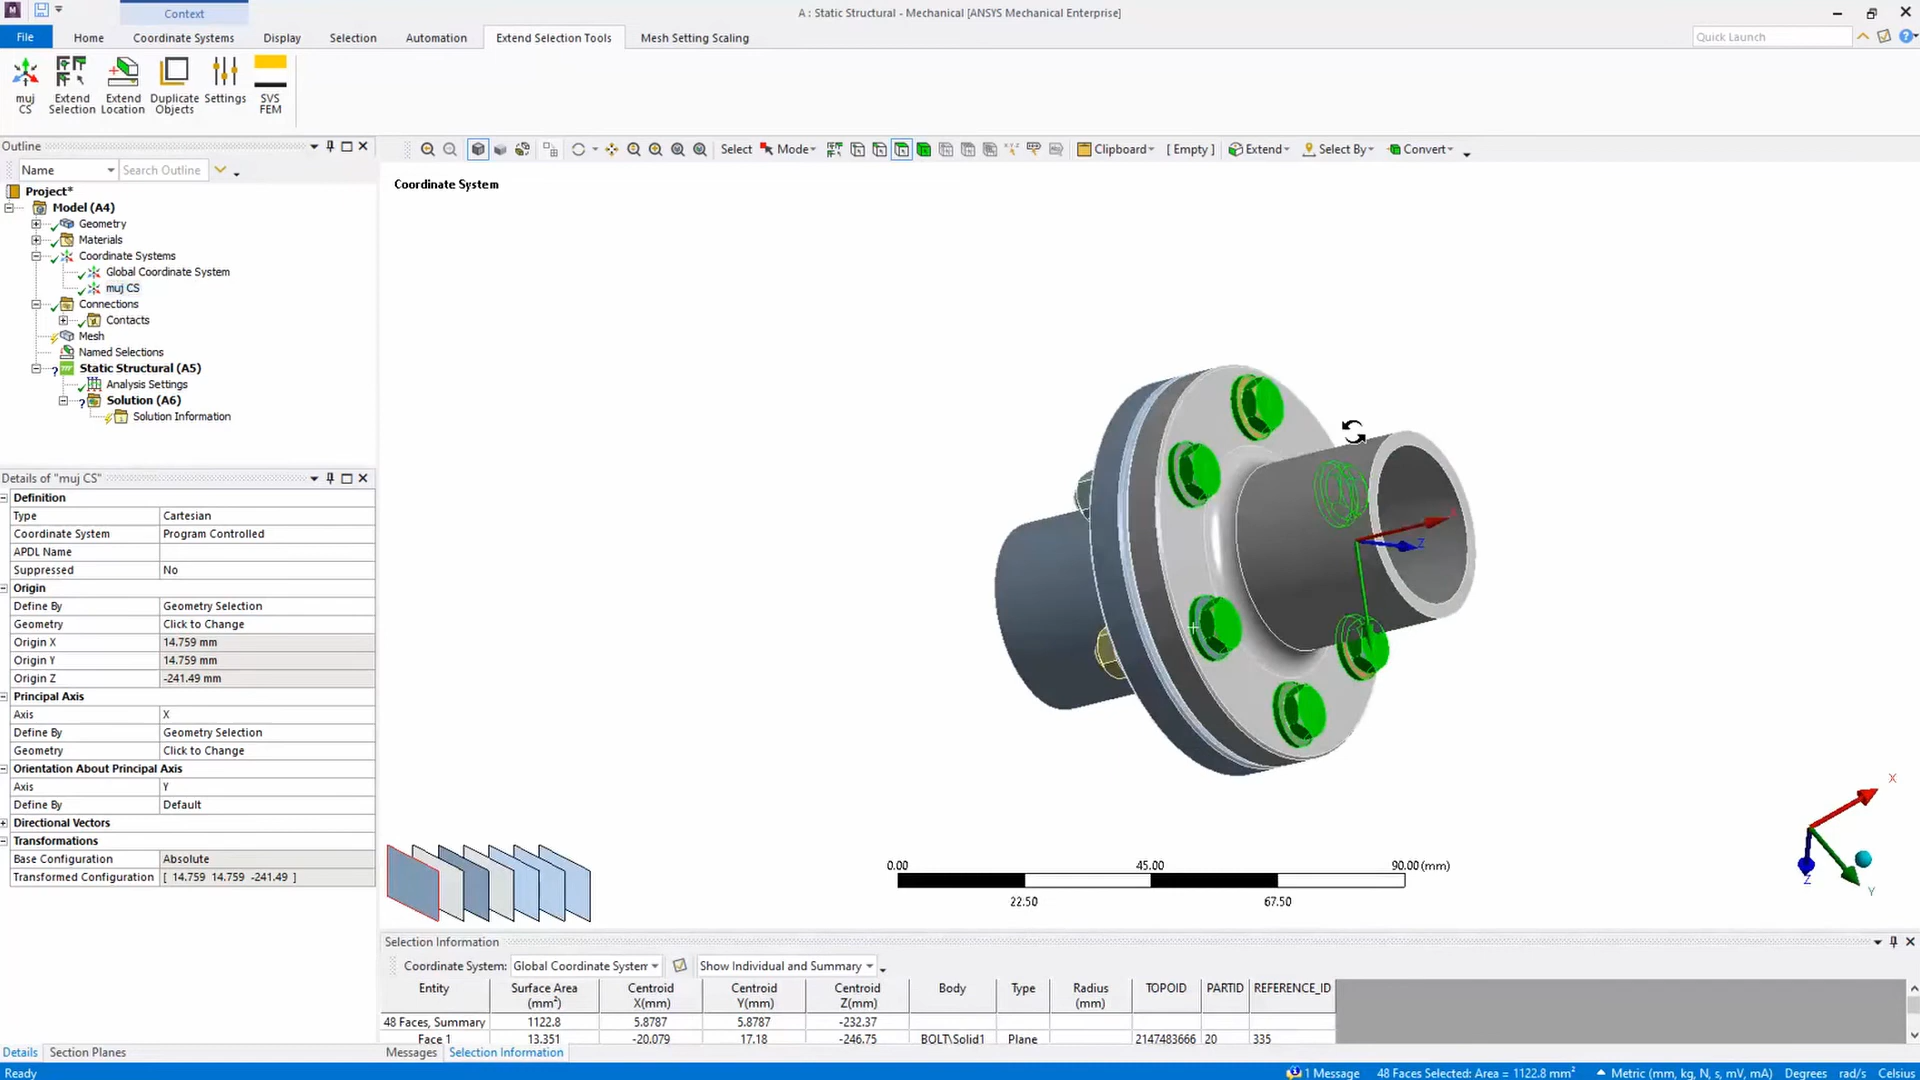 Context
A : Static Structural - Mechanical [ANSYS Mechanical Enterprise]
File Home Coordinate Systems Display Selection Automation Extend Selection Tools Mesh Setting Scaling
Quick Launch
muj CS
Extend Selection
Extend Location
Duplicate Objects
Settings
SVS FEM
Outline
Name Search Outline
Select Mode Clipboard [ Empty ] Extend Select By Convert
Project*
Model (A4)
Geometry
Materials
Coordinate Systems
Global Coordinate System
muj CS
Connections
Contacts
Mesh
Named Selections
Static Structural (A5)
Analysis Settings
Solution (A6)
Solution Information
Details of "muj CS"
Definition
Type Cartesian
Coordinate System Program Controlled
APDL Name
Suppressed No
Origin
Define By Geometry Selection
Geometry Click to Change
Origin X 14.759 mm
Origin Y 14.759 mm
Origin Z -241.49 mm
Principal Axis
Axis X
Define By Geometry Selection
Geometry Click to Change
Orientation About Principal Axis
Axis Y
Define By Default
Directional Vectors
Transformations
Base Configuration Absolute
Transformed Configuration [ 14.759 14.759 -241.49 ]
Details Section Planes
Coordinate System
Z
X
Z
Y
0.00 45.00 90.00 (mm)
22.50 67.50
Selection Information
Coordinate System: Global Coordinate System Show Individual and Summary
Entity Surface Area (mm²) Centroid X(mm) Centroid Y(mm) Centroid Z(mm) Body Type Radius (mm) TOPOID PARTID REFERENCE_ID
48 Faces, Summary 1122.8 5.8787 5.8787 -232.37
Face 1 13.351 -20.079 17.18 -246.75 BOLT\Solid1 Plane 2147483666 20 335
Messages Selection Information
Ready 1 Message 48 Faces Selected: Area = 1122.8 mm² Metric (mm, kg, N, s, mV, mA) Degrees rad/s Celsius